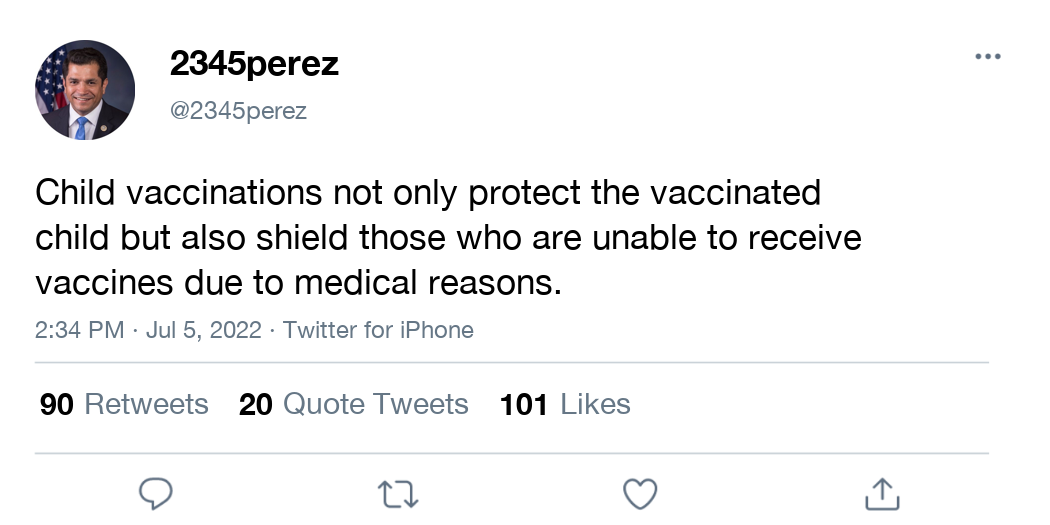 2345perez
@2345perez
Child vaccinations not only protect the vaccinated
child but also shield those who are unable to receive
vaccines due to medical reasons.
2:34 PM · Jul 5, 2022 · Twitter for iPhone
90 Retweets 20 Quote Tweets 101 Likes